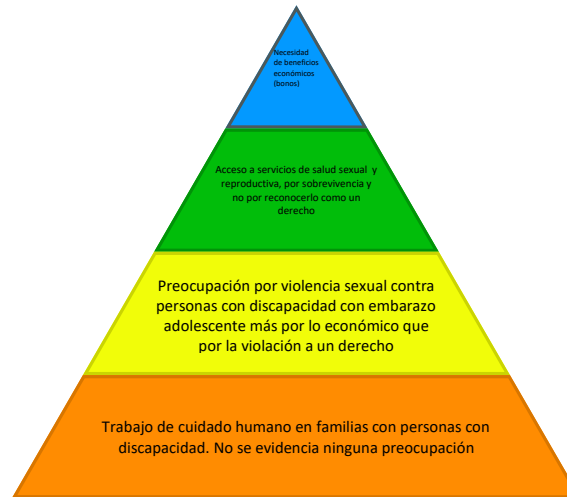 Necesidad
de beneficios
económicos
(bonos)
Acceso a servicios de salud sexual y
reproductiva, por sobrevivencia y
no por reconocerlo como un
derecho
Preocupación por violencia sexual contra
personas con discapacidad con embarazo
adolescente más por lo económico que
por la violación a un derecho
Trabajo de cuidado humano en familias con personas con
discapacidad. No se evidencia ninguna preocupación